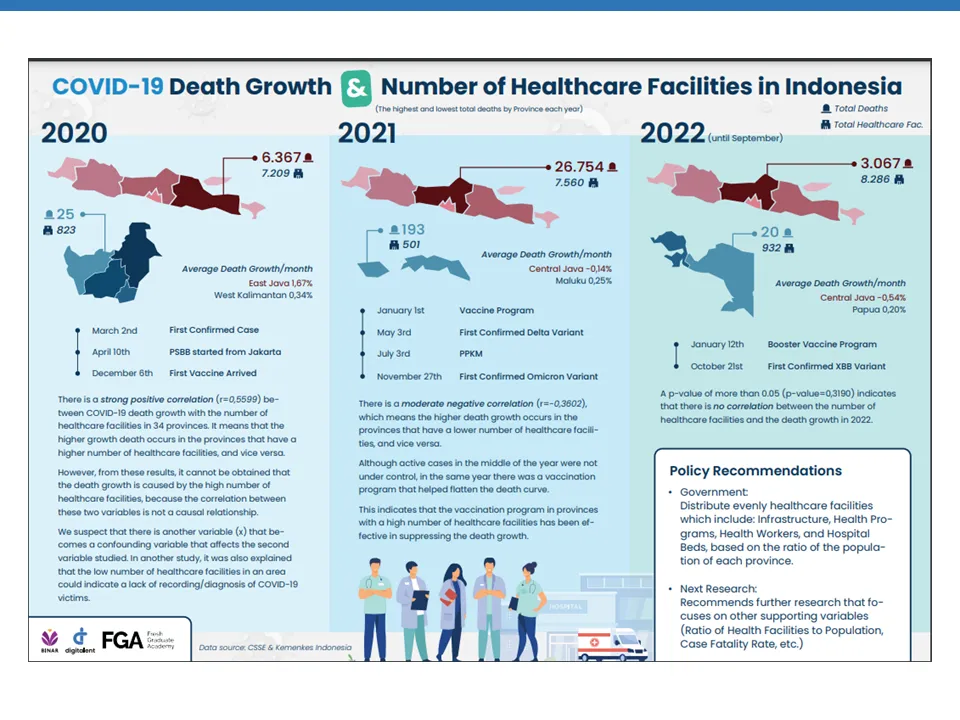 COVID-19 Death Growth & Number of Healthcare Facilities in Indonesia
(The highest and lowest total deaths by Province each year)
Total Deaths
Total Healthcare Fac.
2020
6.367
7.209
25
823
Average Death Growth/month
East Java 1,67%
West Kalimantan 0,34%
March 2nd First Confirmed Case
April 10th PSBB started from Jakarta
December 6th First Vaccine Arrived
There is a strong positive correlation (r=0,5599) be-
tween COVID-19 death growth with the number of
healthcare facilities in 34 provinces. It means that the
higher growth death occurs in the provinces that have a
higher number of healthcare facilities, and vice versa.
However, from these results, it cannot be obtained that
the death growth is caused by the high number of
healthcare facilities, because the correlation between
these two variables is not a causal relationship.
We suspect that there is another variable (x) that be-
comes a confounding variable that affects the second
variable studied. In another study, it was also explained
that the low number of healthcare facilities in an area
could indicate a lack of recording/diagnosis of COVID-19
victims.
2021
26.754
7.560
193
501
Average Death Growth/month
Central Java -0,14%
Maluku 0,25%
January 1st Vaccine Program
May 3rd First Confirmed Delta Variant
July 3rd PPKM
November 27th First Confirmed Omicron Variant
There is a moderate negative correlation (r=-0,3602),
which means the higher death growth occurs in the
provinces that have a lower number of healthcare facili-
ties, and vice versa.
Although active cases in the middle of the year were not
under control, in the same year there was a vaccination
program that helped flatten the death curve.
This indicates that the vaccination program in provinces
with a high number of healthcare facilities has been ef-
fective in suppressing the death growth.
HOSPITAL
2022 (until September)
3.067
8.286
20
932
Average Death Growth/month
Central Java -0,54%
Papua 0,20%
January 12th Booster Vaccine Program
October 21st First Confirmed XBB Variant
A p-value of more than 0.05 (p-value=0,3190) indicates
that there is no correlation between the number of
healthcare facilities and the death growth in 2022.
Policy Recommendations
• Government:
Distribute evenly healthcare facilities
which include: Infrastructure, Health Pro-
grams, Health Workers, and Hospital
Beds, based on the ratio of the popula-
tion of each province.
• Next Research:
Recommends further research that fo-
cuses on other supporting variables
(Ratio of Health Facilities to Population,
Case Fatality Rate, etc.)
BINAR
digitalent
FGA Fresh Graduate Academy
Data source: CSSE & Kemenkes Indonesia